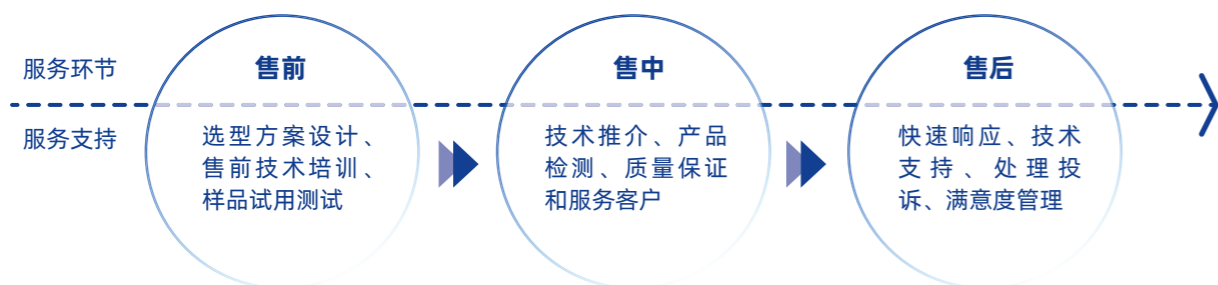 服务环节
售前
售中
售后
服务支持
选型方案设计、
售前技术培训、
样品试用测试
技术推介、产品
检测、质量保证
和服务客户
快速响应、技术
支持、处理投
诉、满意度管理